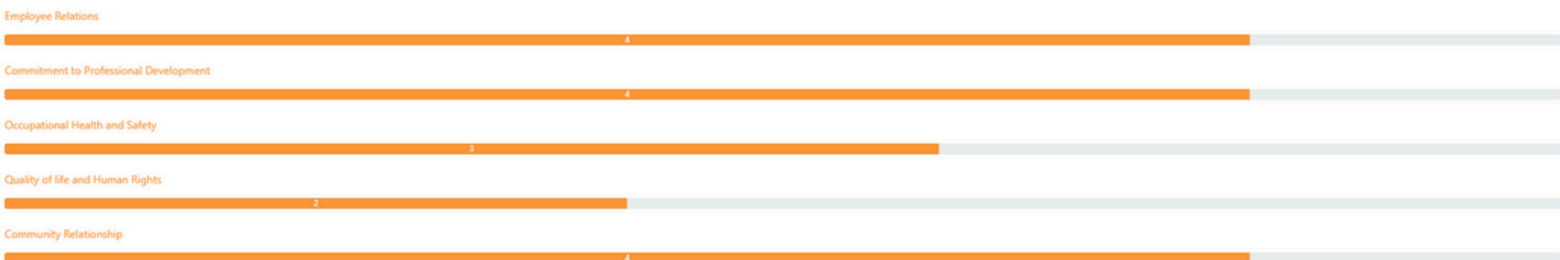 Employee Relations
4
Commitment to Professional Development
4
Occupational Health and Safety
3
Quality of life and Human Rights
2
Community Relationship
4